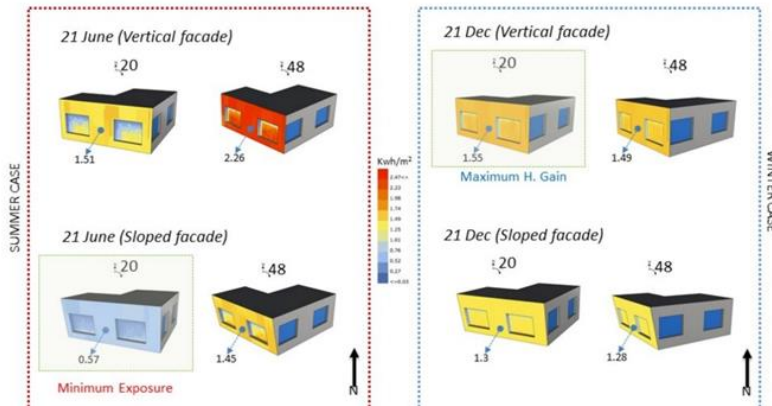 21 June (Vertical facade)
20
48
1.51
2.26
SUMMER CASE
21 June (Sloped facade)
20
48
0.57
1.45
Minimum Exposure
N
Kwh/m²
2.47<=
2.23
1.98
1.74
1.49
1.25
1.01
0.76
0.52
0.27
<=0.03
21 Dec (Vertical facade)
20
48
1.55
1.49
Maximum H. Gain
21 Dec (Sloped facade)
20
48
1.3
1.28
N